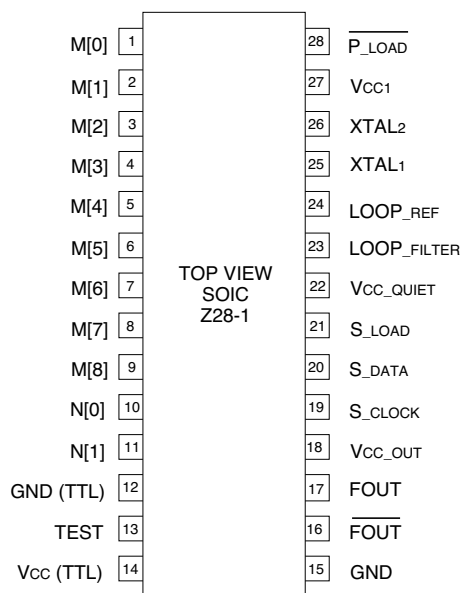 M[0] 1 28 P_LOAD
M[1] 2 27 VCC1
M[2] 3 26 XTAL2
M[3] 4 25 XTAL1
M[4] 5 24 LOOP_REF
M[5] 6 23 LOOP_FILTER
TOP VIEW
SOIC
Z28-1
M[6] 7 22 VCC_QUIET
M[7] 8 21 S_LOAD
M[8] 9 20 S_DATA
N[0] 10 19 S_CLOCK
N[1] 11 18 VCC_OUT
GND (TTL) 12 17 FOUT
TEST 13 16 FOUT
VCC (TTL) 14 15 GND